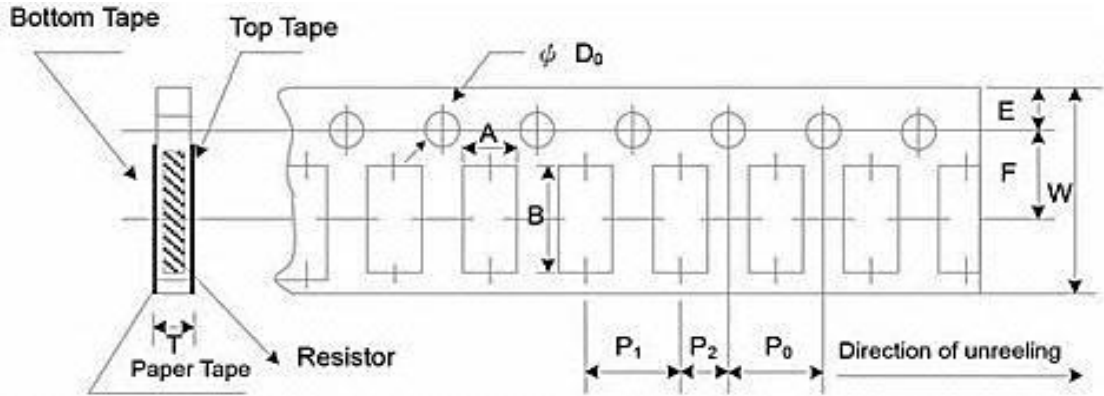 Bottom Tape
Top Tape
ϕ D₀
E
A
F
W
B
T
Paper Tape
Resistor
P₁
P₂
P₀
Direction of unreeling